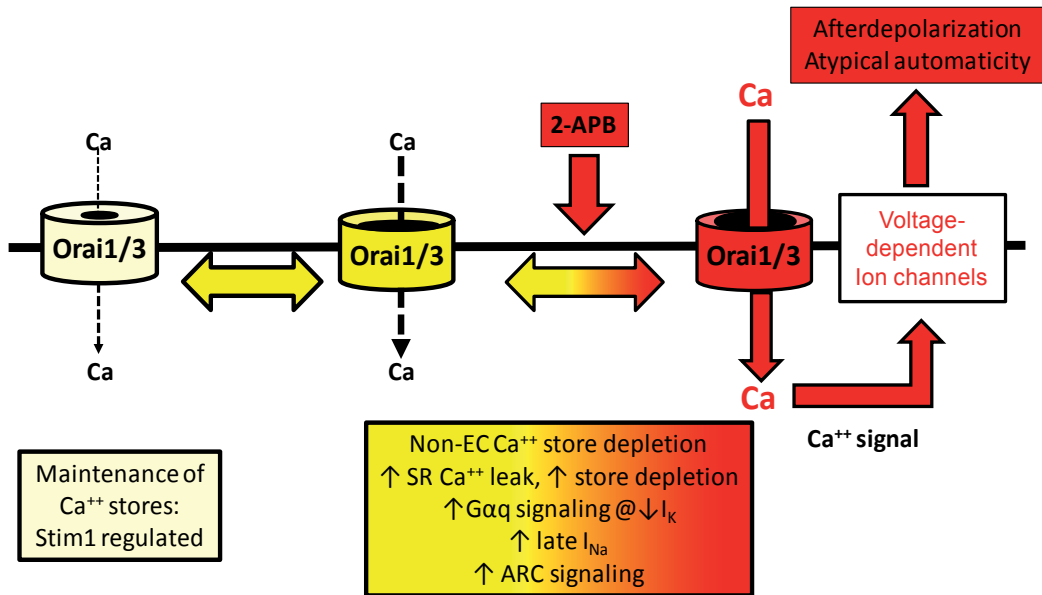 Afterdepolarization
Atypical automaticity
Ca
2-APB
Ca
Ca
Orai1/3
Orai1/3
Orai1/3
Voltage-
dependent
Ion channels
Ca
Ca
Ca
Ca⁺⁺ signal
Maintenance of
Ca⁺⁺ stores:
Stim1 regulated
Non-EC Ca⁺⁺ store depletion
↑ SR Ca⁺⁺ leak, ↑ store depletion
↑Gαq signaling @↓I_K
↑ late I_Na
↑ ARC signaling